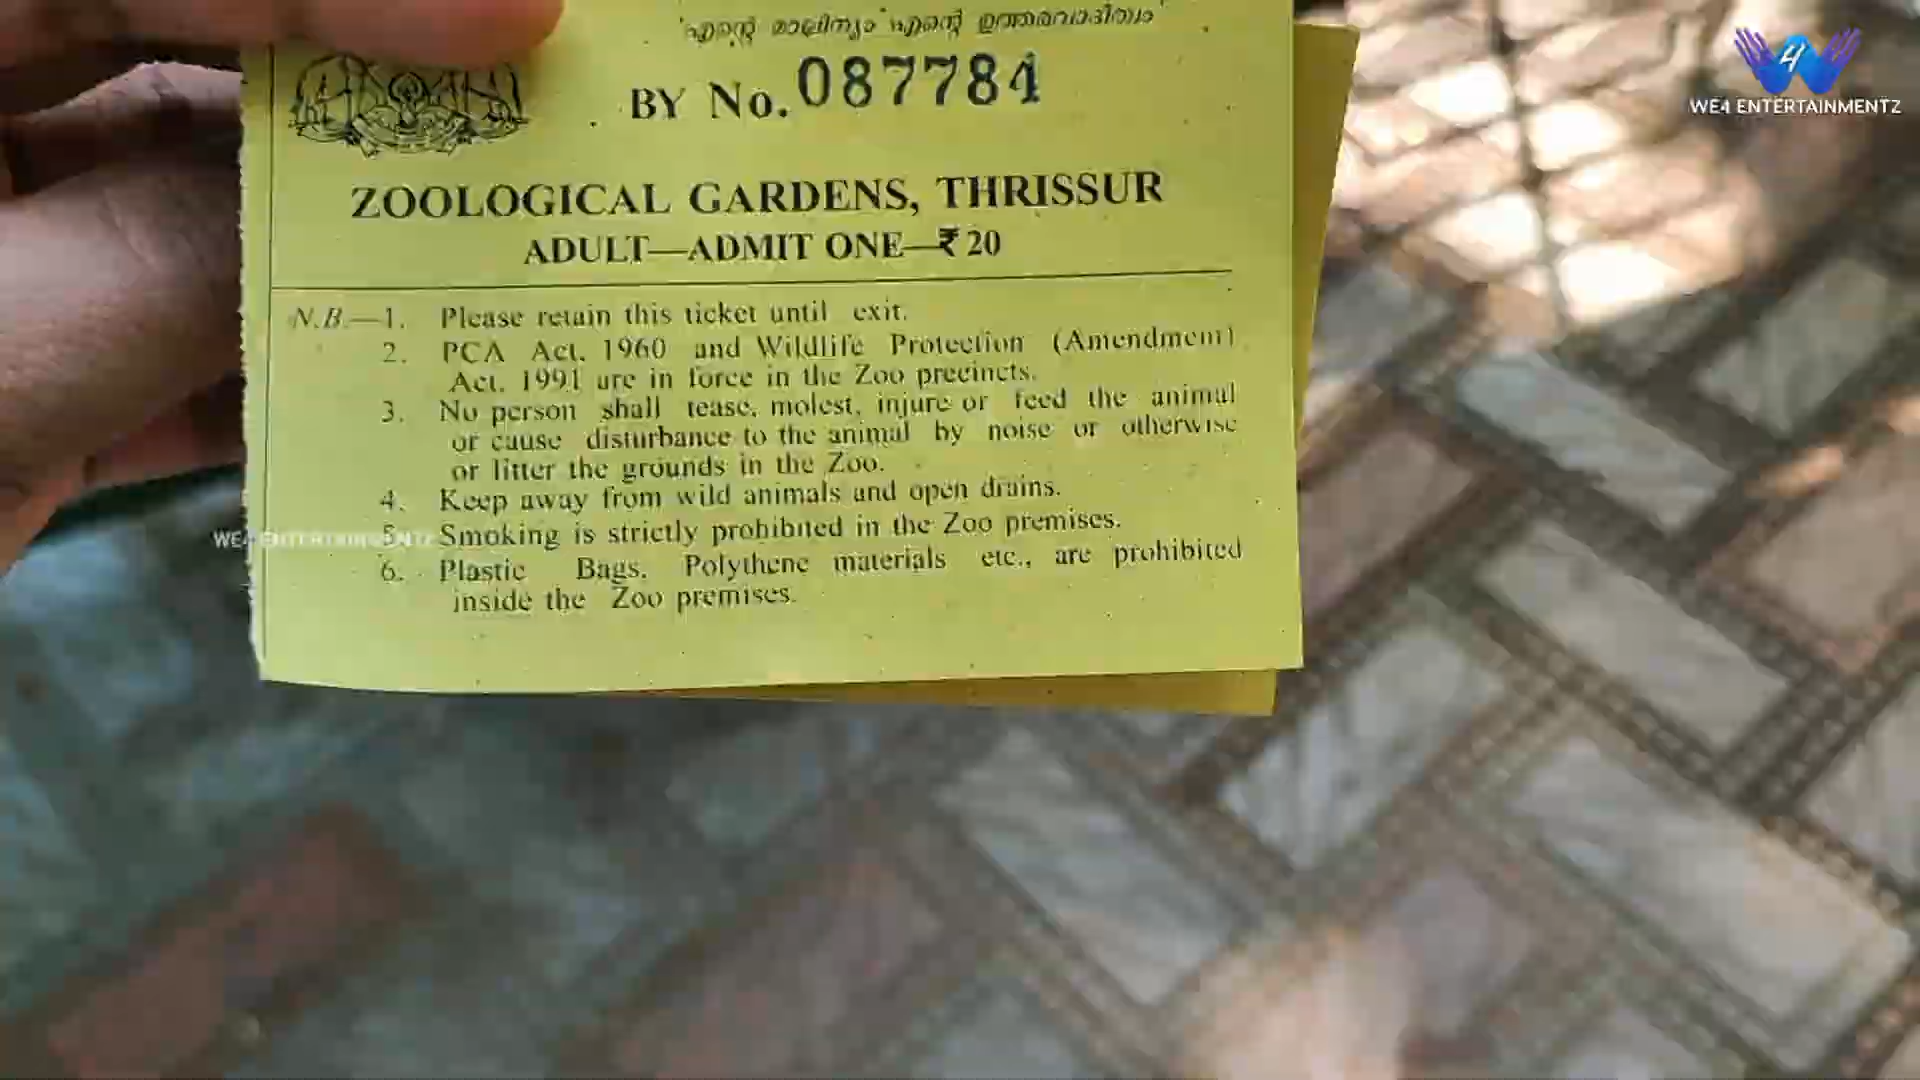 'എന്റെ മാലിന്യം എന്റെ ഉത്തരവാദിത്വം'
BY No. 087784
ZOOLOGICAL GARDENS, THRISSUR
ADULT—ADMIT ONE—₹ 20
N.B.—1. Please retain this ticket until exit.
2. PCA Act. 1960 and Wildlife Protection (Amendment)
Act. 1991 are in force in the Zoo precincts.
3. No person shall tease, molest, injure or feed the animal
or cause disturbance to the animal by noise or otherwise
or litter the grounds in the Zoo.
4. Keep away from wild animals and open drains.
5. Smoking is strictly prohibited in the Zoo premises.
6. Plastic Bags, Polythene materials etc., are prohibited
inside the Zoo premises.
W4
WE4 ENTERTAINMENTZ
WE4 ENTERTAINMENTZ